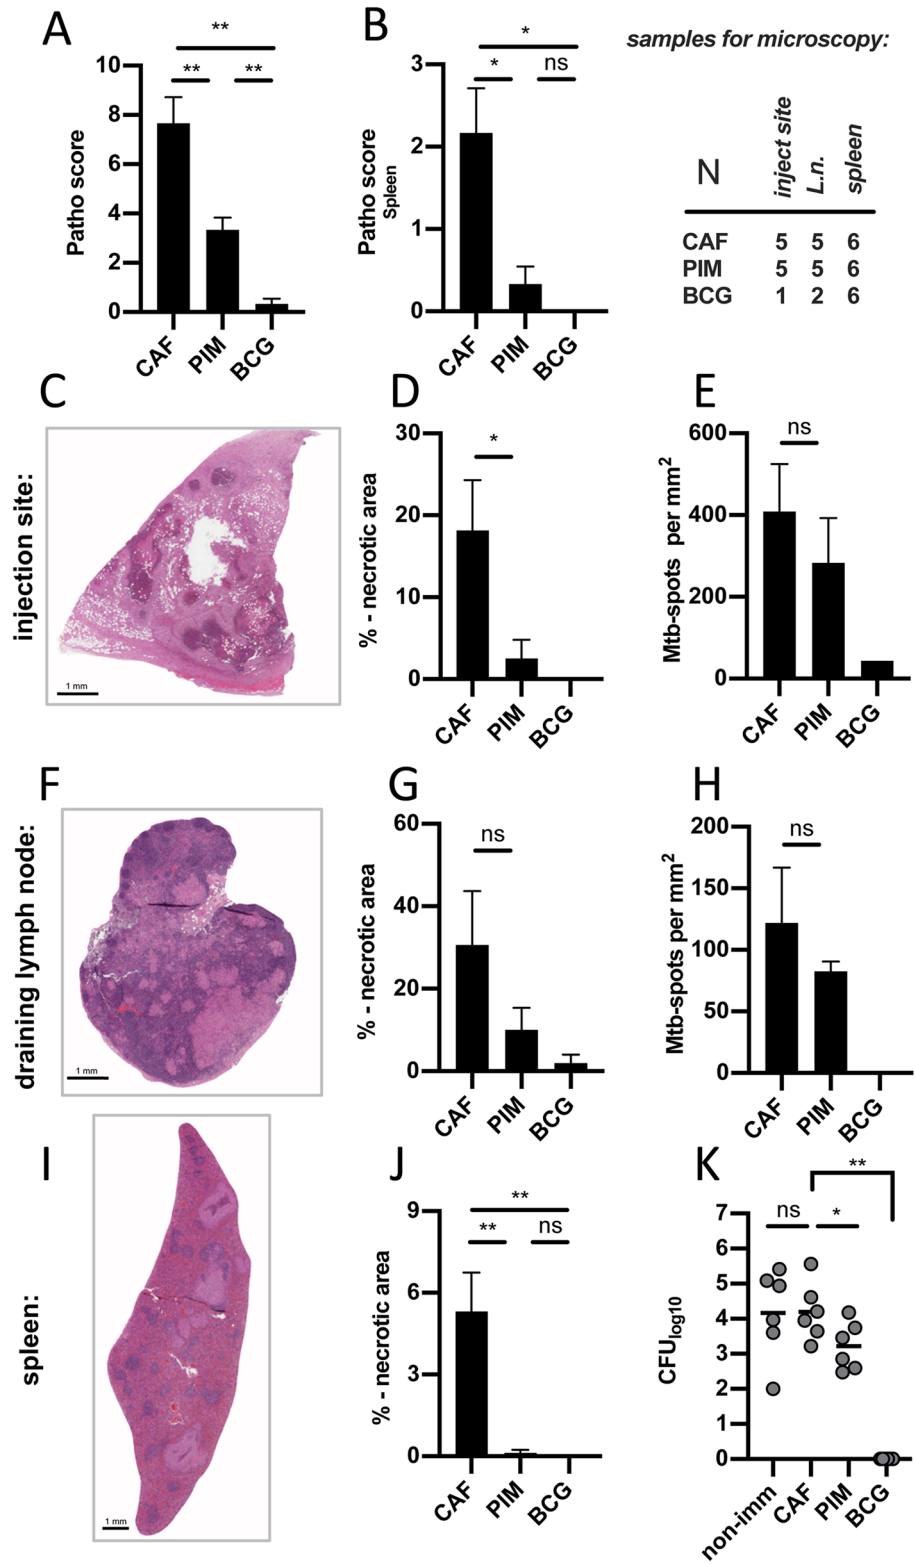 A
**
**
**
10
8
6
4
2
0
Patho score
CAF
PIM
BCG
B
*
*
ns
3
2
1
0
Patho score
Spleen
CAF
PIM
BCG
samples for microscopy:
N
inject site
L.n.
spleen
CAF 5 5 6
PIM 5 5 6
BCG 1 2 6
C
injection site:
1 mm
D
*
30
20
10
0
% - necrotic area
CAF
PIM
BCG
E
ns
600
400
200
0
Mtb-spots per mm2
CAF
PIM
BCG
F
draining lymph node:
1 mm
G
ns
60
40
20
0
% - necrotic area
CAF
PIM
BCG
H
ns
200
150
100
50
0
Mtb-spots per mm2
CAF
PIM
BCG
I
spleen:
1 mm
J
**
**
ns
9
6
3
0
% - necrotic area
CAF
PIM
BCG
K
**
ns
*
7
6
5
4
3
2
1
0
CFUlog10
non-imm
CAF
PIM
BCG